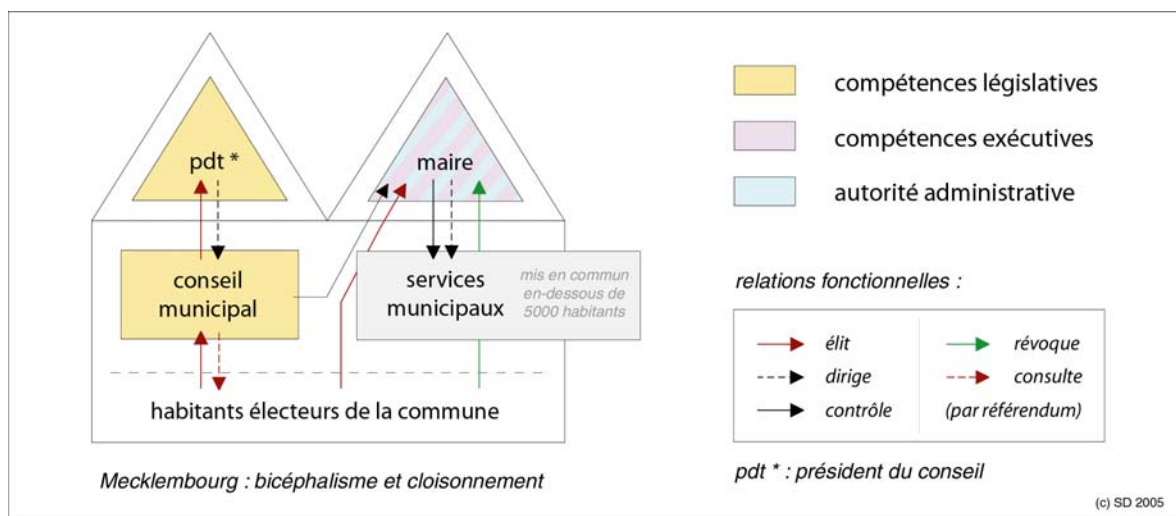 pdt *
maire
conseil
municipal
services
municipaux
mis en commun
en-dessous de
5000 habitants
habitants électeurs de la commune
Mecklembourg : bicéphalisme et cloisonnement
compétences législatives
compétences exécutives
autorité administrative
relations fonctionnelles :
élit
révoque
dirige
consulte
contrôle
(par référendum)
pdt * : président du conseil
(c) SD 2005